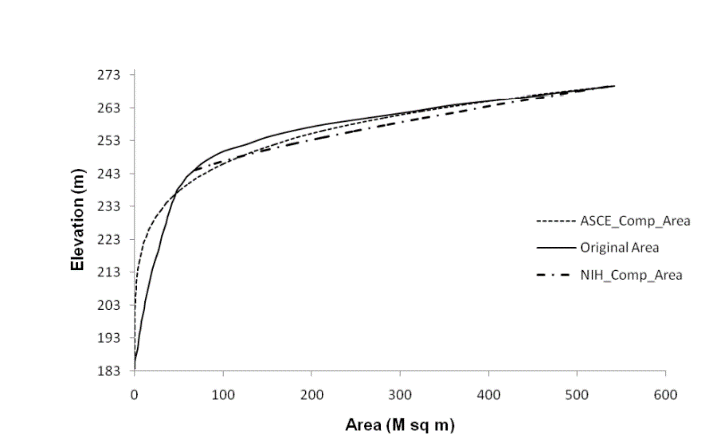 273
263
253
243
233
223
213
203
193
183
Elevation (m)
0 100 200 300 400 500 600
Area (M sq m)
ASCE_Comp_Area
Original Area
NIH_Comp_Area